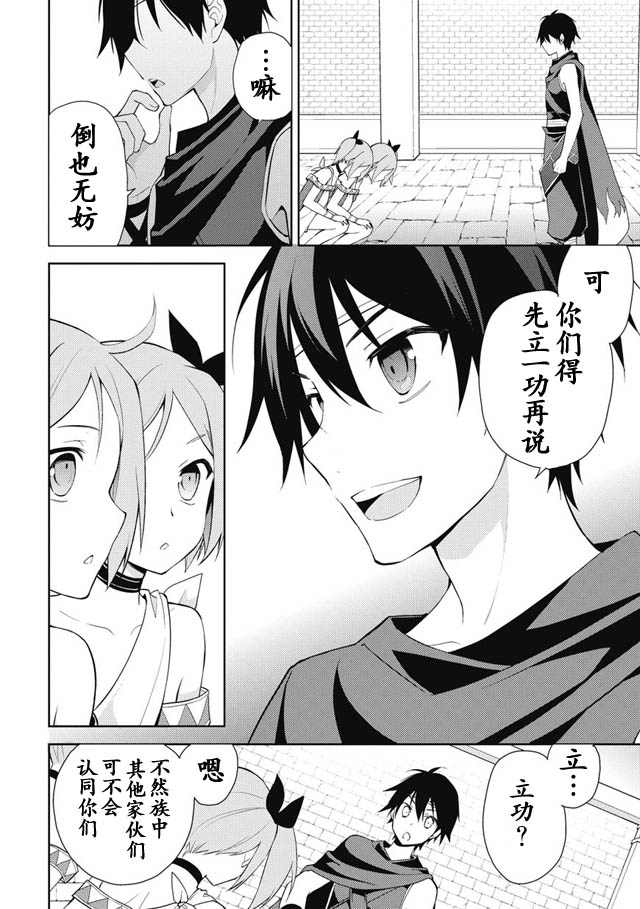 …嘛
倒也无妨
可
你们得
先立一功再说
立…
立功？
嗯
不然族中
其他家伙们
可不会
认同你们